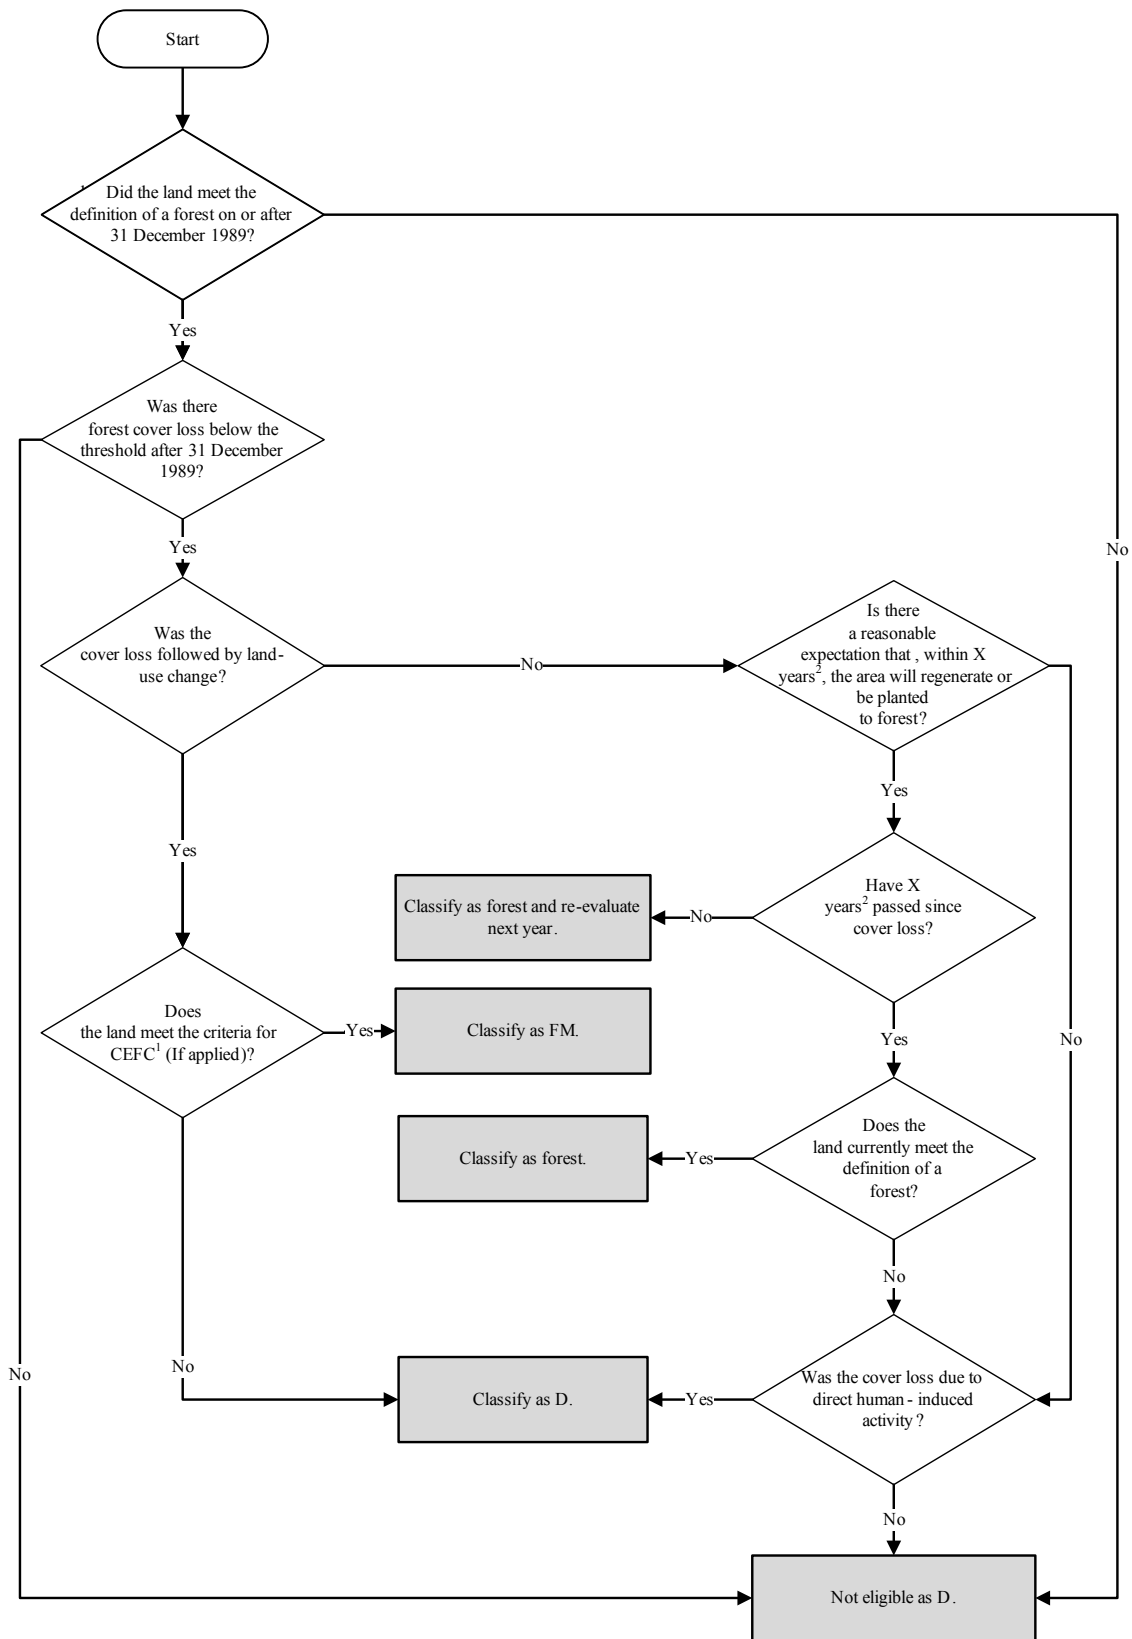 Start
Did the land meet the
definition of a forest on or after
31 December 1989?
Yes
Was there
forest cover loss below the
threshold after 31 December
1989?
Yes
No
Was the
cover loss followed by land-
use change?
No
Is there
a reasonable
expectation that , within X
years2, the area will regenerate or
be planted
to forest?
Yes
Yes
Have X
years2 passed since
cover loss?
No
Classify as forest and re-evaluate
next year.
Does
the land meet the criteria for
CEFC1 (If applied)?
Yes
Classify as FM.
Yes
No
Does the
land currently meet the
definition of a
forest?
Yes
Classify as forest.
No
No
Was the cover loss due to
direct human - induced
activity ?
Yes
Classify as D.
No
No
Not eligible as D.